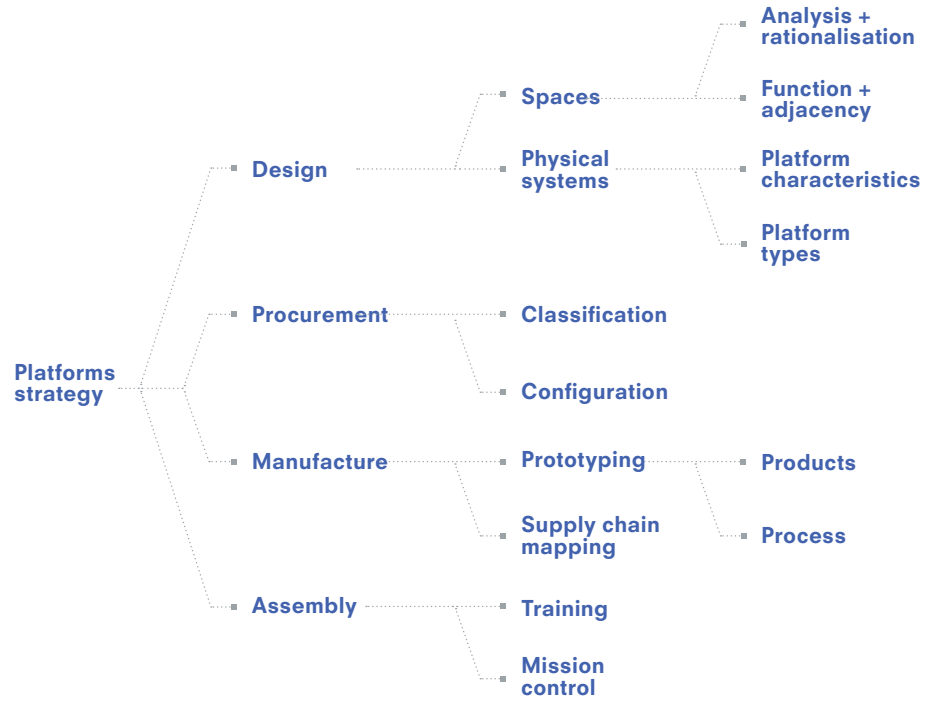 Platforms
strategy
Design
Spaces
Analysis +
rationalisation
Function +
adjacency
Physical
systems
Platform
characteristics
Platform
types
Procurement
Classification
Configuration
Manufacture
Prototyping
Products
Process
Supply chain
mapping
Assembly
Training
Mission
control